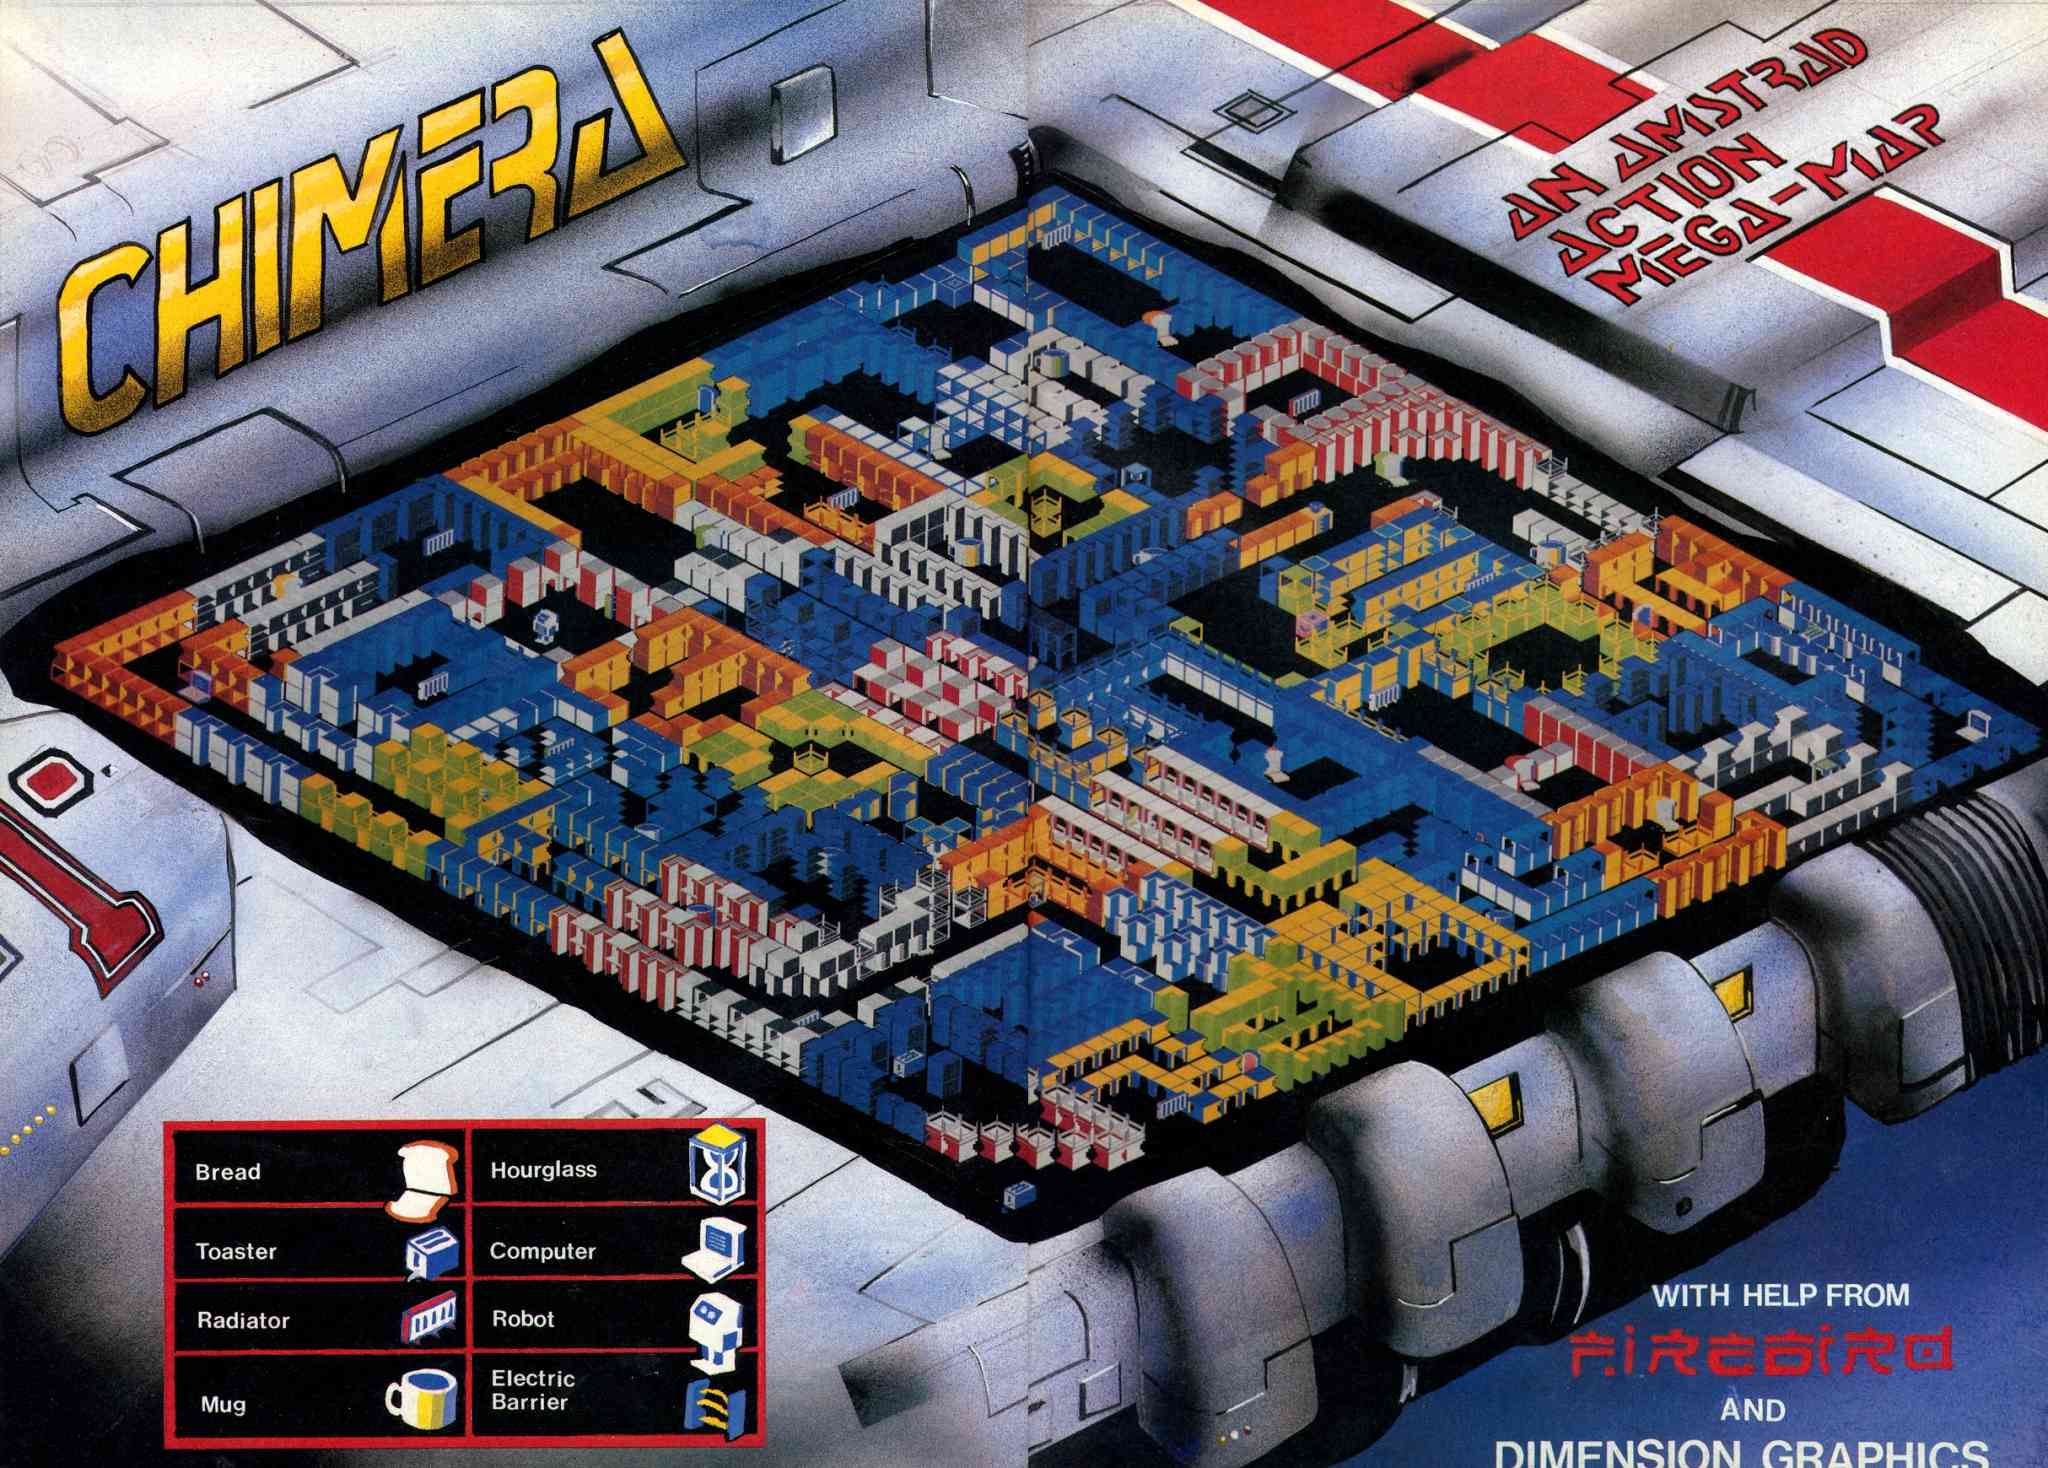 CHIMERA
AN AMSTRAD
ACTION
MEGA-MAP
Bread
Hourglass
Toaster
Computer
Radiator
Robot
Mug
Electric
Barrier
WITH HELP FROM
FIREBIRD
AND
DIMENSION GRAPHICS